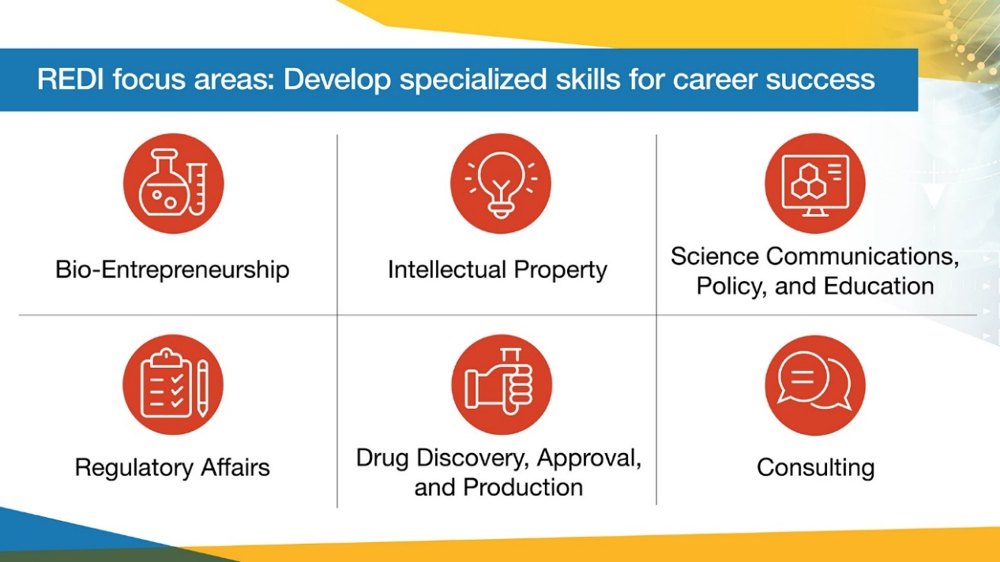 REDI focus areas: Develop specialized skills for career success
Bio-Entrepreneurship
Intellectual Property
Science Communications,
Policy, and Education
Regulatory Affairs
Drug Discovery, Approval,
and Production
Consulting